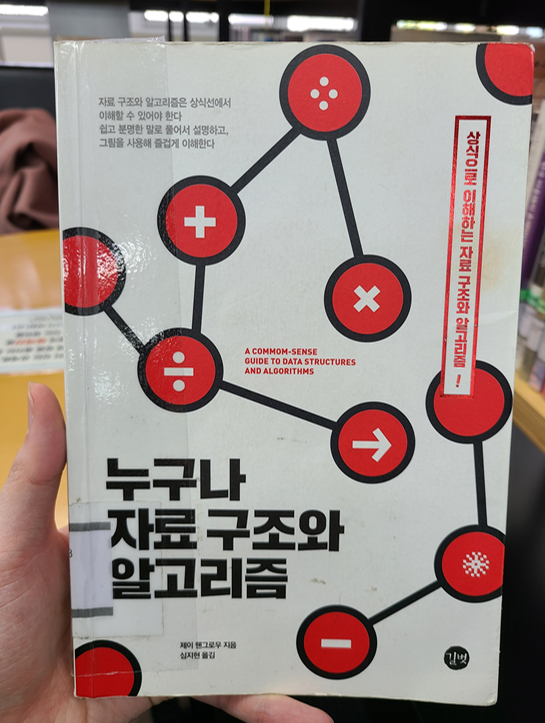 자료 구조와 알고리즘은 상식선에서
이해할 수 있어야 한다
쉽고 분명한 말로 풀어서 설명하고,
그림을 사용해 즐겁게 이해한다
상식으로 이해하는 자료 구조와 알고리즘!
A COMMOM-SENSE
GUIDE TO DATA STRUCTURES
AND ALGORITHMS
누구나
자료 구조와
알고리즘
제이 웬그로우 지음
심지현 옮김
길벗